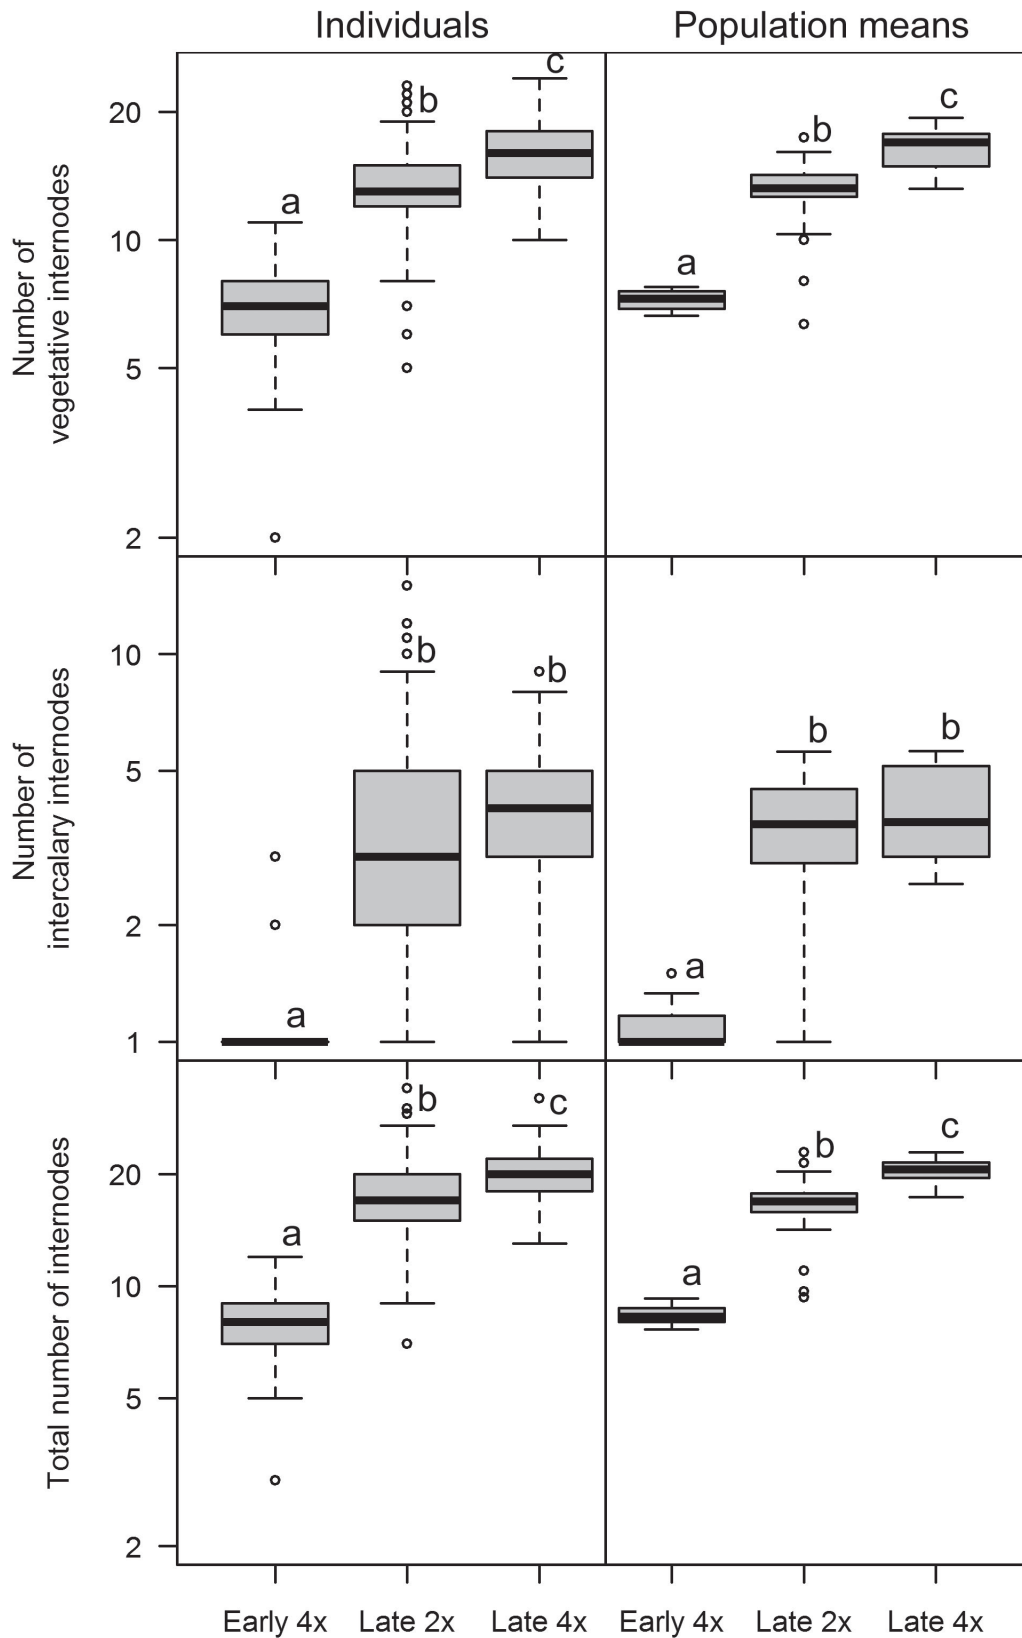 Individuals
Population means
Number of
vegetative internodes
20
10
5
2
a
b
c
a
b
c
Number of
intercalary internodes
10
5
2
1
a
b
b
a
b
b
Total number of internodes
20
10
5
2
a
b
c
a
b
c
Early 4x
Late 2x
Late 4x
Early 4x
Late 2x
Late 4x